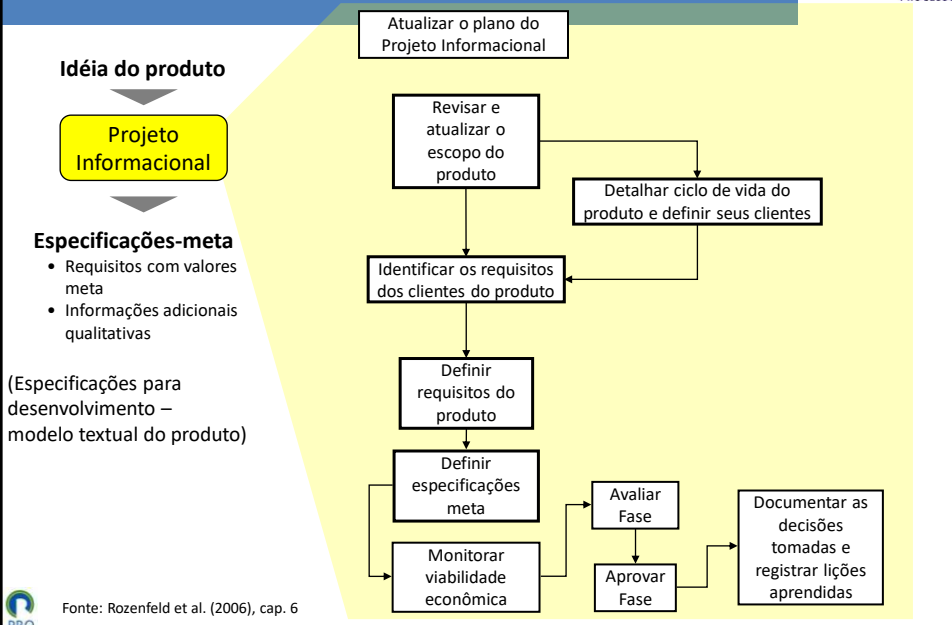 Atualizar o plano do
Projeto Informacional
Idéia do produto
Projeto
Informacional
Especificações-meta
• Requisitos com valores
meta
• Informações adicionais
qualitativas
(Especificações para
desenvolvimento –
modelo textual do produto)
Revisar e
atualizar o
escopo do
produto
Detalhar ciclo de vida do
produto e definir seus clientes
Identificar os requisitos
dos clientes do produto
Definir
requisitos do
produto
Definir
especificações
meta
Monitorar
viabilidade
econômica
Avaliar
Fase
Aprovar
Fase
Documentar as
decisões
tomadas e
registrar lições
aprendidas
Fonte: Rozenfeld et al. (2006), cap. 6